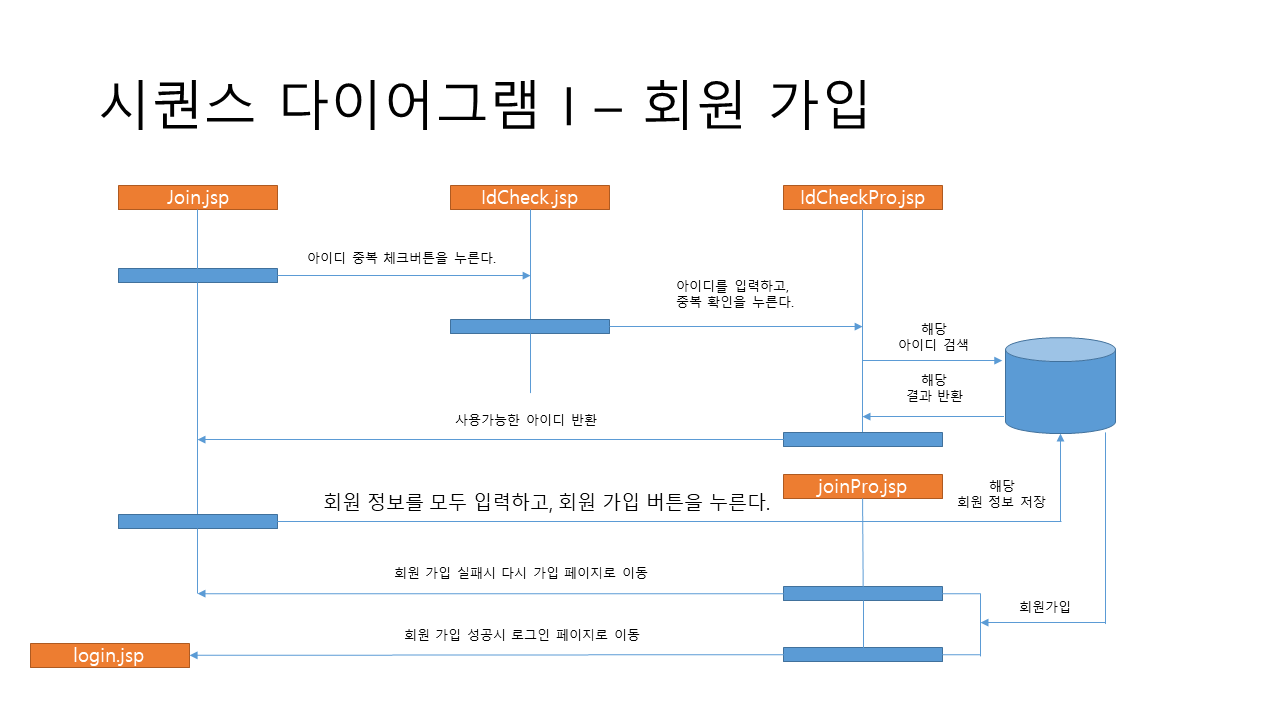 시퀀스 다이어그램 I – 회원 가입
Join.jsp
IdCheck.jsp
IdCheckPro.jsp
아이디 중복 체크버튼을 누른다.
아이디를 입력하고,
중복 확인을 누른다.
해당
아이디 검색
해당
결과 반환
사용가능한 아이디 반환
joinPro.jsp
해당
회원 정보 저장
회원 정보를 모두 입력하고, 회원 가입 버튼을 누른다.
회원 가입 실패시 다시 가입 페이지로 이동
회원가입
회원 가입 성공시 로그인 페이지로 이동
login.jsp